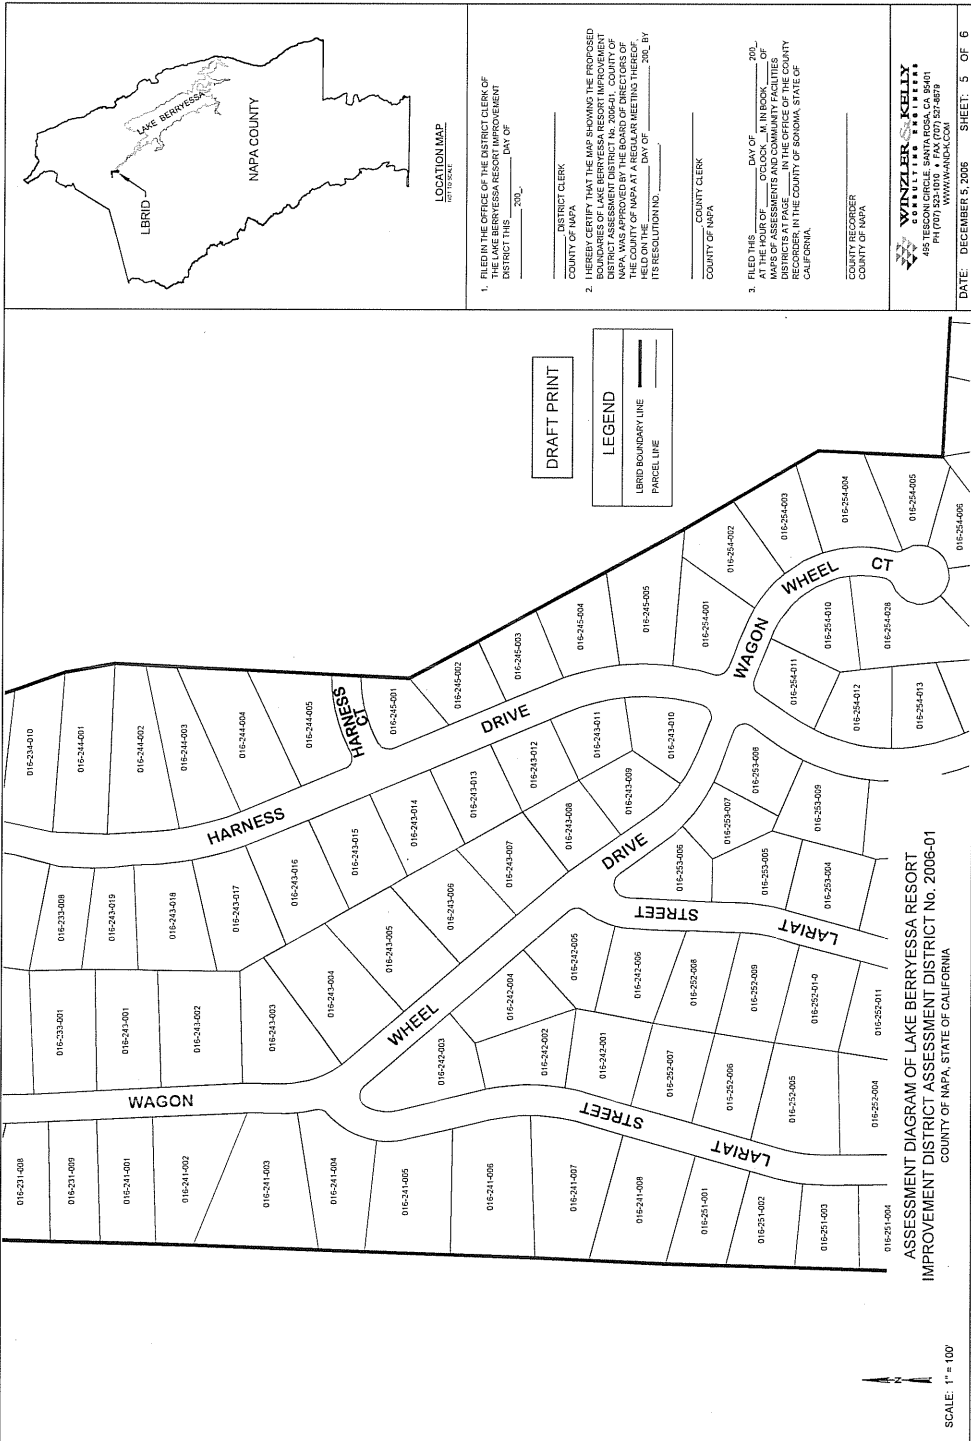 LAKE BERRYESSA
LBRID
NAPA COUNTY
LOCATION MAP
NOT TO SCALE
1. FILED IN THE OFFICE OF THE DISTRICT CLERK OF
THE LAKE BERRYESSA RESORT IMPROVEMENT
DISTRICT THIS ____ DAY OF
________ 200_.
________, DISTRICT CLERK
COUNTY OF NAPA
2. I HEREBY CERTIFY THAT THE MAP SHOWING THE PROPOSED
BOUNDARIES OF LAKE BERRYESSA RESORT IMPROVEMENT
DISTRICT ASSESSMENT DISTRICT No. 2006-01, COUNTY OF
NAPA, WAS APPROVED BY THE BOARD OF DIRECTORS OF
THE COUNTY OF NAPA AT A REGULAR MEETING THEREOF,
HELD ON THE ____ DAY OF ________ 200_ BY
ITS RESOLUTION NO. ________.
________, COUNTY CLERK
COUNTY OF NAPA
3. FILED THIS ____ DAY OF ________ 200_,
AT THE HOUR OF ____ O'CLOCK __M. IN BOOK ____ OF
MAPS OF ASSESSMENTS AND COMMUNITY FACILITIES
DISTRICTS AT PAGE ____ IN THE OFFICE OF THE COUNTY
RECORDER, IN THE COUNTY OF SONOMA, STATE OF
CALIFORNIA.
COUNTY RECORDER
COUNTY OF NAPA
WINZLER & KELLY
CONSULTING ENGINEERS
495 TESCONI CIRCLE, SANTA ROSA, CA 95401
PH (707) 523-1010 ♦ FAX (707) 527-8679
WWW.W-AND-K.COM
DATE: DECEMBER 5, 2006 SHEET: 5 OF 6
DRAFT PRINT
LEGEND
LBRID BOUNDARY LINE
PARCEL LINE
016-234-010
016-244-001
016-244-002
016-244-003
016-244-004
016-244-005
HARNESS
CT
016-245-001
016-245-002
016-245-003
016-245-004
016-245-005
016-254-001
016-254-002
016-254-003
016-254-004
016-254-005
016-254-006
HARNESS
DRIVE
WAGON
WHEEL
CT
016-254-010
016-254-028
016-254-011
016-254-012
016-254-013
016-233-008
016-243-019
016-243-018
016-243-017
016-243-016
016-243-015
016-243-014
016-243-013
016-243-012
016-243-011
016-243-010
016-243-009
016-243-008
016-243-007
016-243-006
016-243-005
016-243-004
016-243-003
016-243-002
016-243-001
016-233-001
WAGON
WHEEL
DRIVE
016-253-008
016-253-007
016-253-009
016-253-006
016-253-005
016-253-004
STREET
LARIAT
016-242-005
016-242-006
016-252-008
016-252-009
016-252-01-0
016-252-011
016-242-004
016-242-003
016-242-002
016-242-001
016-252-007
016-252-006
016-252-005
016-252-004
STREET
LARIAT
016-231-008
016-231-009
016-241-001
016-241-002
016-241-003
016-241-004
016-241-005
016-241-006
016-241-007
016-241-008
016-251-001
016-251-002
016-251-003
016-251-004
ASSESSMENT DIAGRAM OF LAKE BERRYESSA RESORT
IMPROVEMENT DISTRICT ASSESSMENT DISTRICT No. 2006-01
COUNTY OF NAPA, STATE OF CALIFORNIA
N
SCALE: 1" = 100'